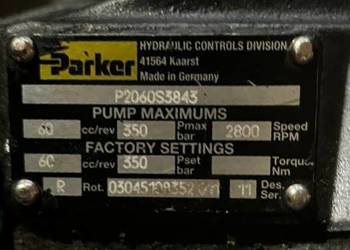 Parker
HYDRAULIC CONTROLS DIVISION
41564 Kaarst
Made in Germany
P2060S3843
PUMP MAXIMUMS
60 cc/rev 350 Pmax bar 2800 Speed RPM
FACTORY SETTINGS
60 cc/rev 350 Pset bar Torque Nm
R Rot. 11 Des. Ser.